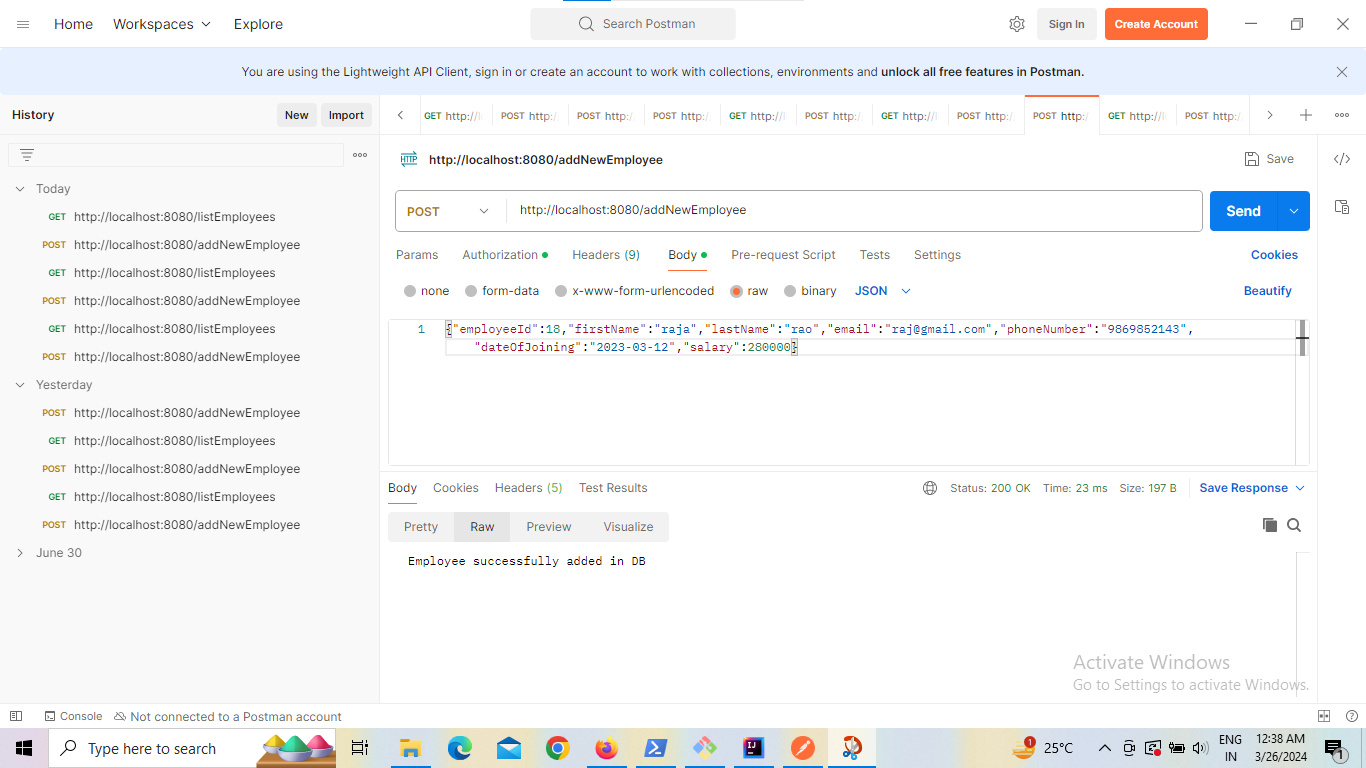 Home Workspaces Explore Search Postman Sign In Create Account
You are using the Lightweight API Client, sign in or create an account to work with collections, environments and unlock all free features in Postman.
History New Import
GET http://l POST http:/ POST http:/ POST http:/ GET http://l POST http:/ GET http://l POST http:/ POST http:/ GET http://l POST http:/
HTTP http://localhost:8080/addNewEmployee Save
Today
GET http://localhost:8080/listEmployees
POST http://localhost:8080/addNewEmployee
GET http://localhost:8080/listEmployees
POST http://localhost:8080/addNewEmployee
GET http://localhost:8080/listEmployees
POST http://localhost:8080/addNewEmployee
Yesterday
POST http://localhost:8080/addNewEmployee
GET http://localhost:8080/listEmployees
POST http://localhost:8080/addNewEmployee
GET http://localhost:8080/listEmployees
POST http://localhost:8080/addNewEmployee
June 30
POST http://localhost:8080/addNewEmployee Send
Params Authorization Headers (9) Body Pre-request Script Tests Settings Cookies
none form-data x-www-form-urlencoded raw binary JSON Beautify
1 {"employeeId":18,"firstName":"raja","lastName":"rao","email":"raj@gmail.com","phoneNumber":"9869852143",
"dateOfJoining":"2023-03-12","salary":280000}
Body Cookies Headers (5) Test Results Status: 200 OK Time: 23 ms Size: 197 B Save Response
Pretty Raw Preview Visualize
Employee successfully added in DB
Activate Windows
Go to Settings to activate Windows.
Console Not connected to a Postman account
Type here to search
IJ
1
25°C
ENG
IN
12:38 AM
3/26/2024
1